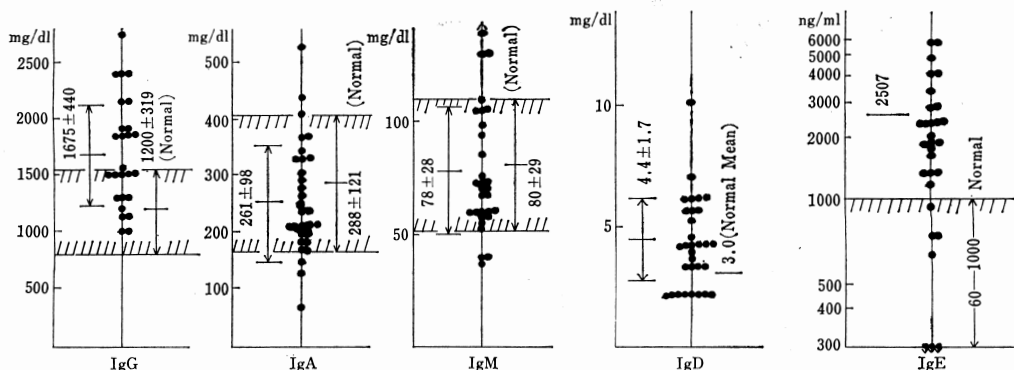 mg/dl
2500
2000
1500
1000
500
1675±440
1200±319
(Normal)
IgG
mg/dl
500
400
300
200
100
261±98
288±121
(Normal)
IgA
mg/dl
100
50
78±28
80±29
(Normal)
IgM
mg/dl
10
5
4.4±1.7
3.0(Normal Mean)
IgD
ng/ml
6000
5000
4000
3000
2000
1000
500
400
300
2507
Normal
60—1000
IgE